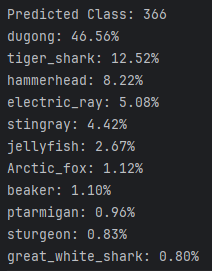 Predicted Class: 366
dugong: 46.56%
tiger_shark: 12.52%
hammerhead: 8.22%
electric_ray: 5.08%
stingray: 4.42%
jellyfish: 2.67%
Arctic_fox: 1.12%
beaker: 1.10%
ptarmigan: 0.96%
sturgeon: 0.83%
great_white_shark: 0.80%